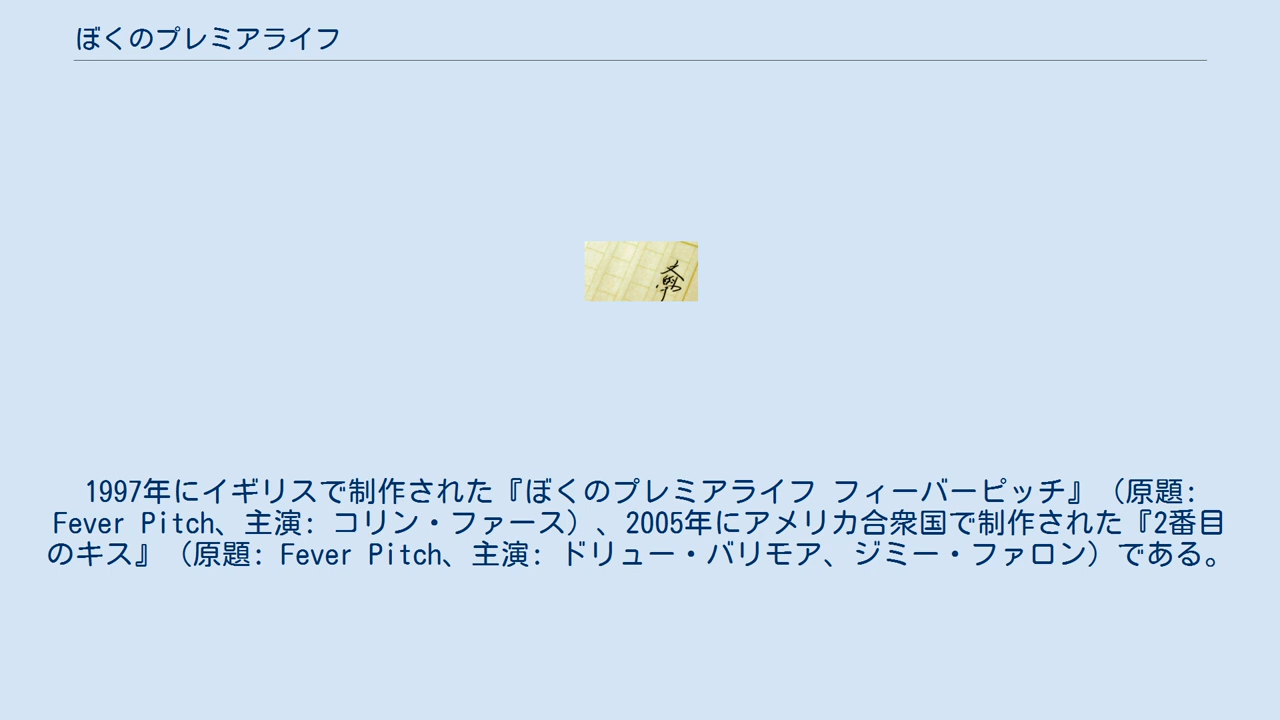 ぼくのプレミアライフ
1997年にイギリスで制作された『ぼくのプレミアライフ フィーバーピッチ』（原題:
Fever Pitch、主演: コリン・ファース）、2005年にアメリカ合衆国で制作された『2番目
のキス』（原題: Fever Pitch、主演: ドリュー・バリモア、ジミー・ファロン）である。